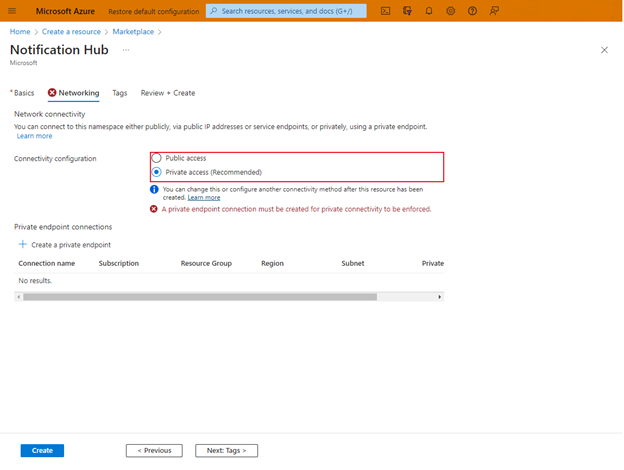 Microsoft Azure Restore default configuration Search resources, services, and docs (G+/)
Home > Create a resource > Marketplace >
Notification Hub ...
Microsoft
* Basics Networking Tags Review + Create
Network connectivity
You can connect to this namespace either publicly, via public IP addresses or service endpoints, or privately, using a private endpoint.
Learn more
Connectivity configuration
Public access
Private access (Recommended)
You can change this or configure another connectivity method after this resource has been
created. Learn more
A private endpoint connection must be created for private connectivity to be enforced.
Private endpoint connections
+ Create a private endpoint
Connection name Subscription Resource Group Region Subnet Private
No results.
Create < Previous Next: Tags >